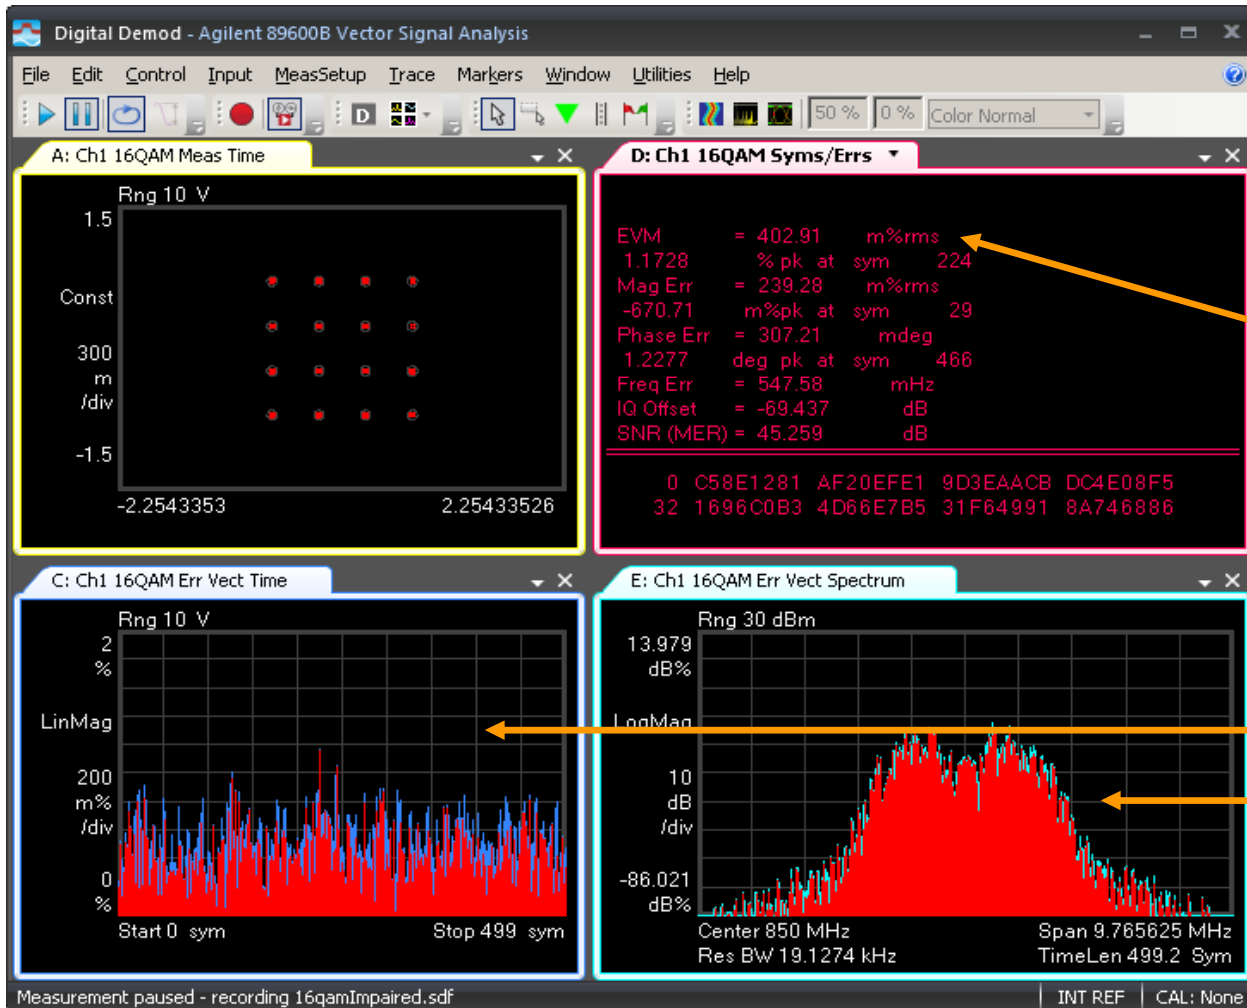 Digital Demod - Agilent 89600B Vector Signal Analysis
File Edit Control Input MeasSetup Trace Markers Window Utilities Help
D 50 % 0 % Color Normal
A: Ch1 16QAM Meas Time
Rng 10 V
1.5
Const
300
m
/div
-1.5
-2.2543353 2.25433526
D: Ch1 16QAM Syms/Errs
EVM = 402.91 m%rms
1.1728 % pk at sym 224
Mag Err = 239.28 m%rms
-670.71 m%pk at sym 29
Phase Err = 307.21 mdeg
1.2277 deg pk at sym 466
Freq Err = 547.58 mHz
IQ Offset = -69.437 dB
SNR (MER) = 45.259 dB
0 C58E1281 AF20EFE1 9D3EAACB DC4E08F5
32 1696C0B3 4D66E7B5 31F64991 8A746886
C: Ch1 16QAM Err Vect Time
Rng 10 V
2
%
LinMag
200
m%
/div
0
%
Start 0 sym Stop 499 sym
E: Ch1 16QAM Err Vect Spectrum
Rng 30 dBm
13.979
dB%
LogMag
10
dB
/div
-86.021
dB%
Center 850 MHz Span 9.765625 MHz
Res BW 19.1274 kHz TimeLen 499.2 Sym
Measurement paused - recording 16qamImpaired.sdf INT REF CAL: None